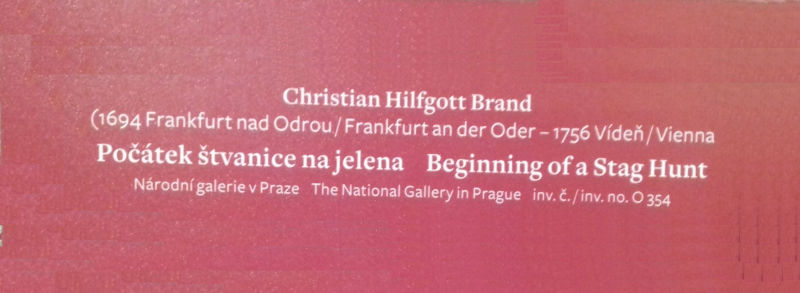 Christian Hilfgott Brand
(1694 Frankfurt nad Odrou / Frankfurt an der Oder – 1756 Vídeň / Vienna
Počátek štvanice na jelena Beginning of a Stag Hunt
Národní galerie v Praze The National Gallery in Prague inv. č. / inv. no. O 354